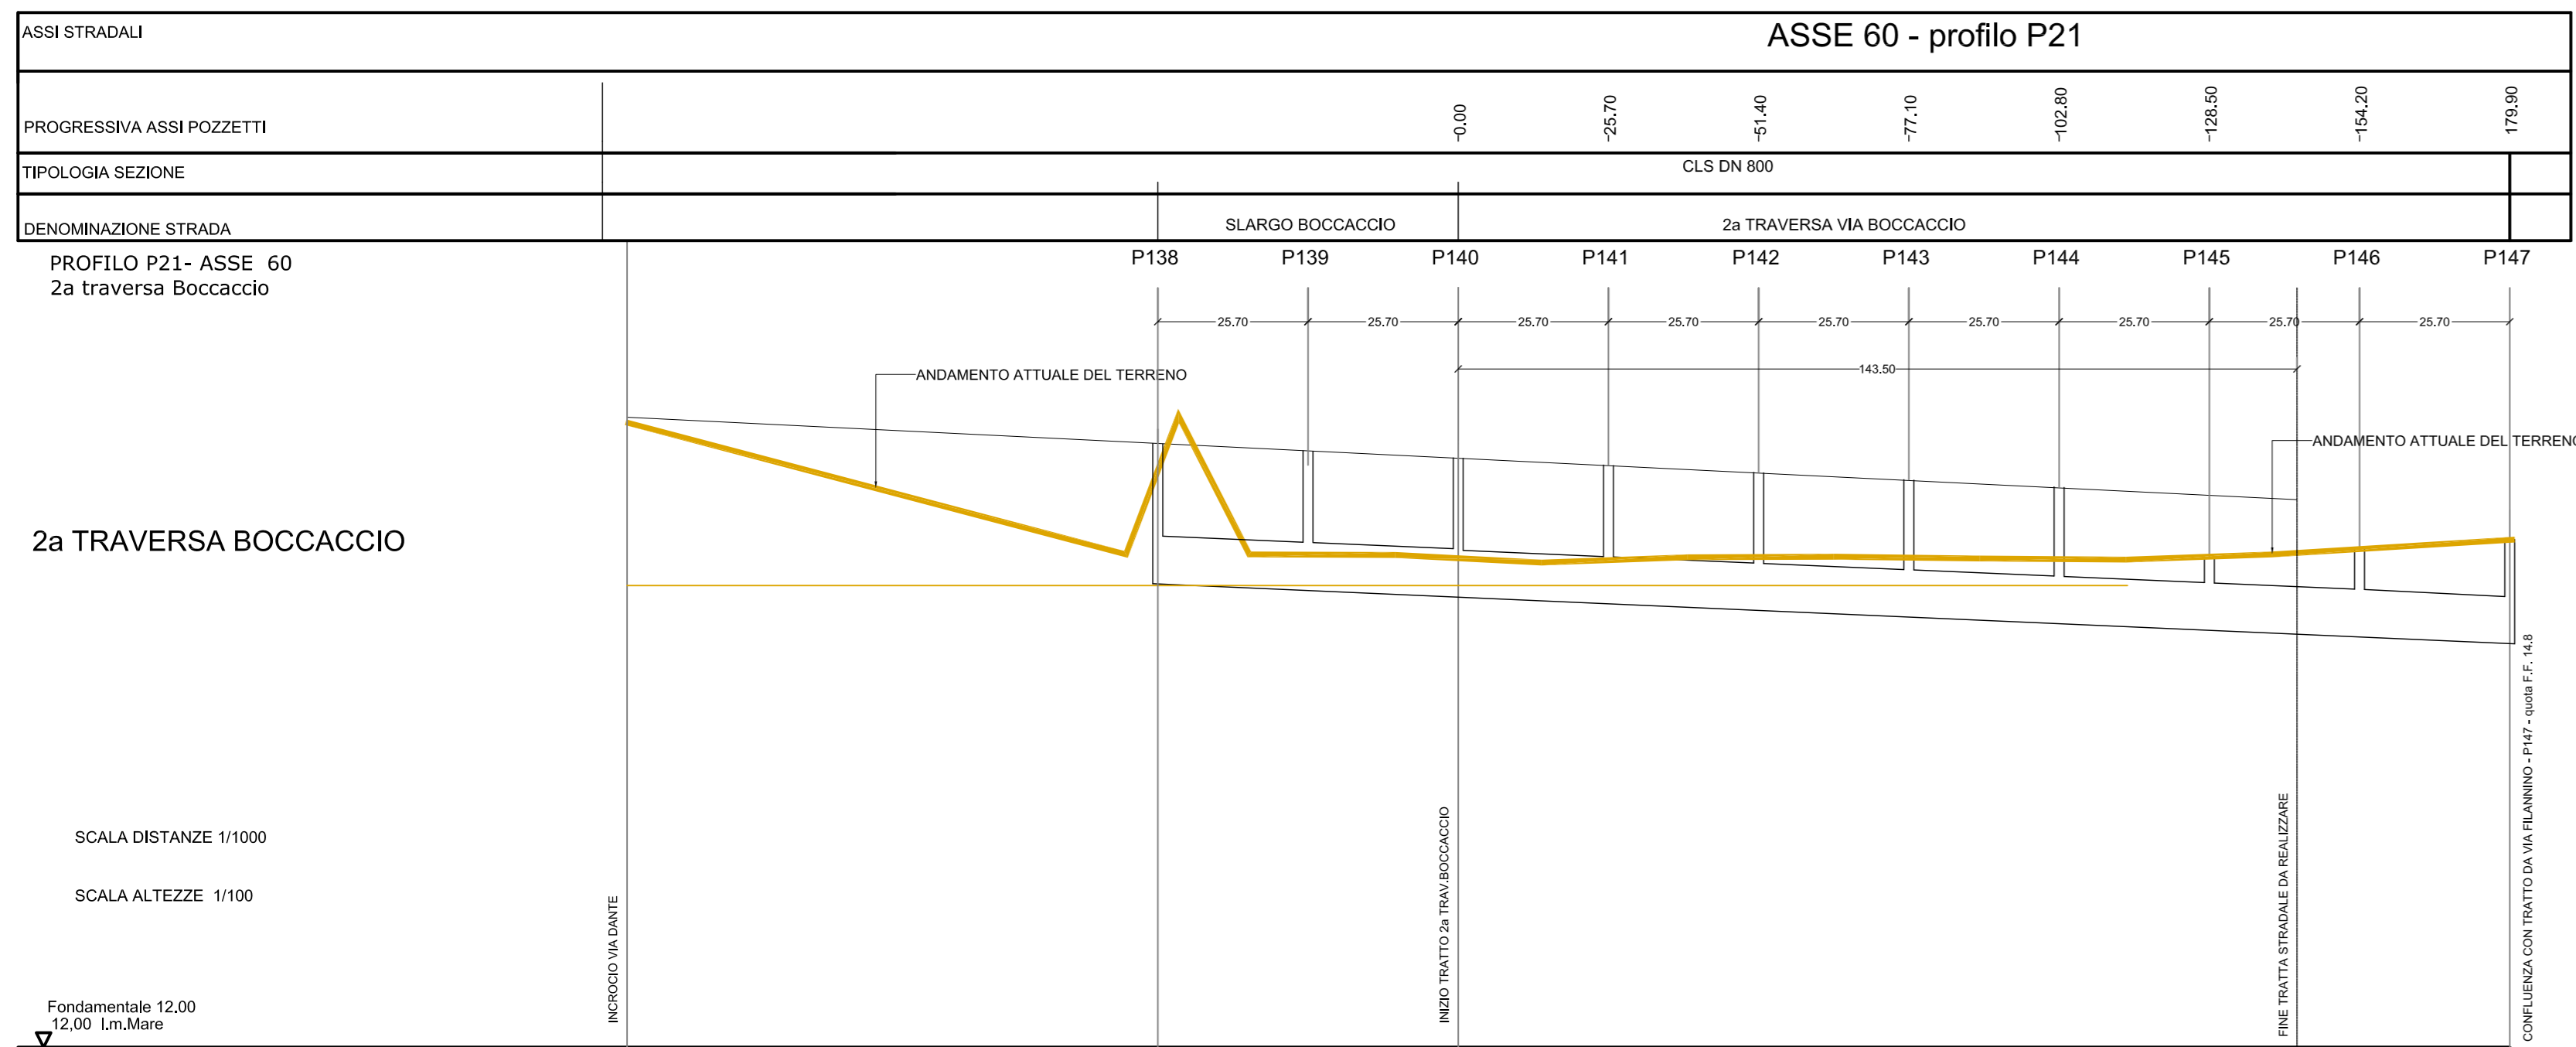 ASSI STRADALI
ASSE 60 - profilo P21
PROGRESSIVA ASSI POZZETTI
-0.00
-25.70
-51.40
-77.10
-102.80
-128.50
-154.20
179.90
TIPOLOGIA SEZIONE
CLS DN 800
DENOMINAZIONE STRADA
SLARGO BOCCACCIO
2a TRAVERSA VIA BOCCACCIO
PROFILO P21- ASSE 60
2a traversa Boccaccio
P138
P139
P140
P141
P142
P143
P144
P145
P146
P147
25.70
25.70
25.70
25.70
25.70
25.70
25.70
25.70
25.70
143.50
ANDAMENTO ATTUALE DEL TERRENO
ANDAMENTO ATTUALE DEL TERRENO
2a TRAVERSA BOCCACCIO
SCALA DISTANZE 1/1000
SCALA ALTEZZE 1/100
INCROCIO VIA DANTE
INIZIO TRATTO 2a TRAV.BOCCACCIO
FINE TRATTA STRADALE DA REALIZZARE
CONFLUENZA CON TRATTO DA VIA FILANNINO - P147 - quota F.F. 14.8
Fondamentale 12.00
12,00 l.m.Mare